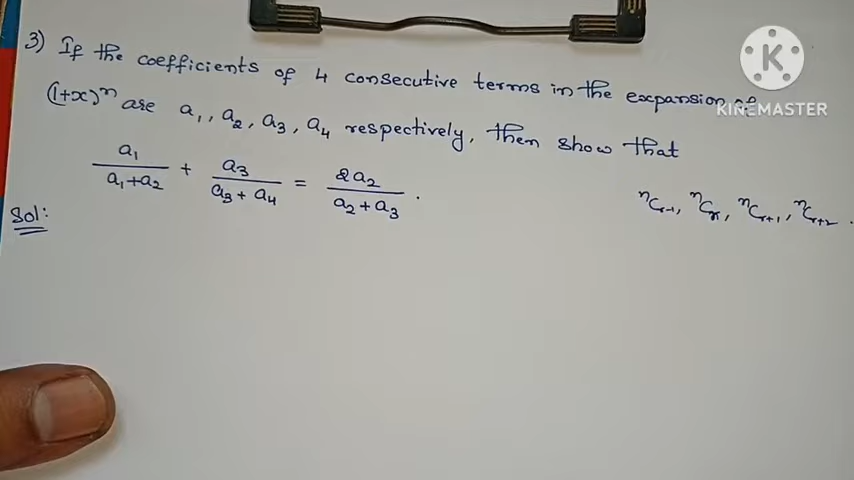 3) If the coefficients of 4 consecutive terms in the expansion of
(1+x)^n are a₁, a₂, a₃, a₄ respectively, then show that
a₁/(a₁+a₂) + a₃/(a₃+a₄) = 2a₂/(a₂+a₃).
ⁿC_{r-1}, ⁿC_r, ⁿC_{r+1}, ⁿC_{r+2}.
Sol:
K
KINEMASTER